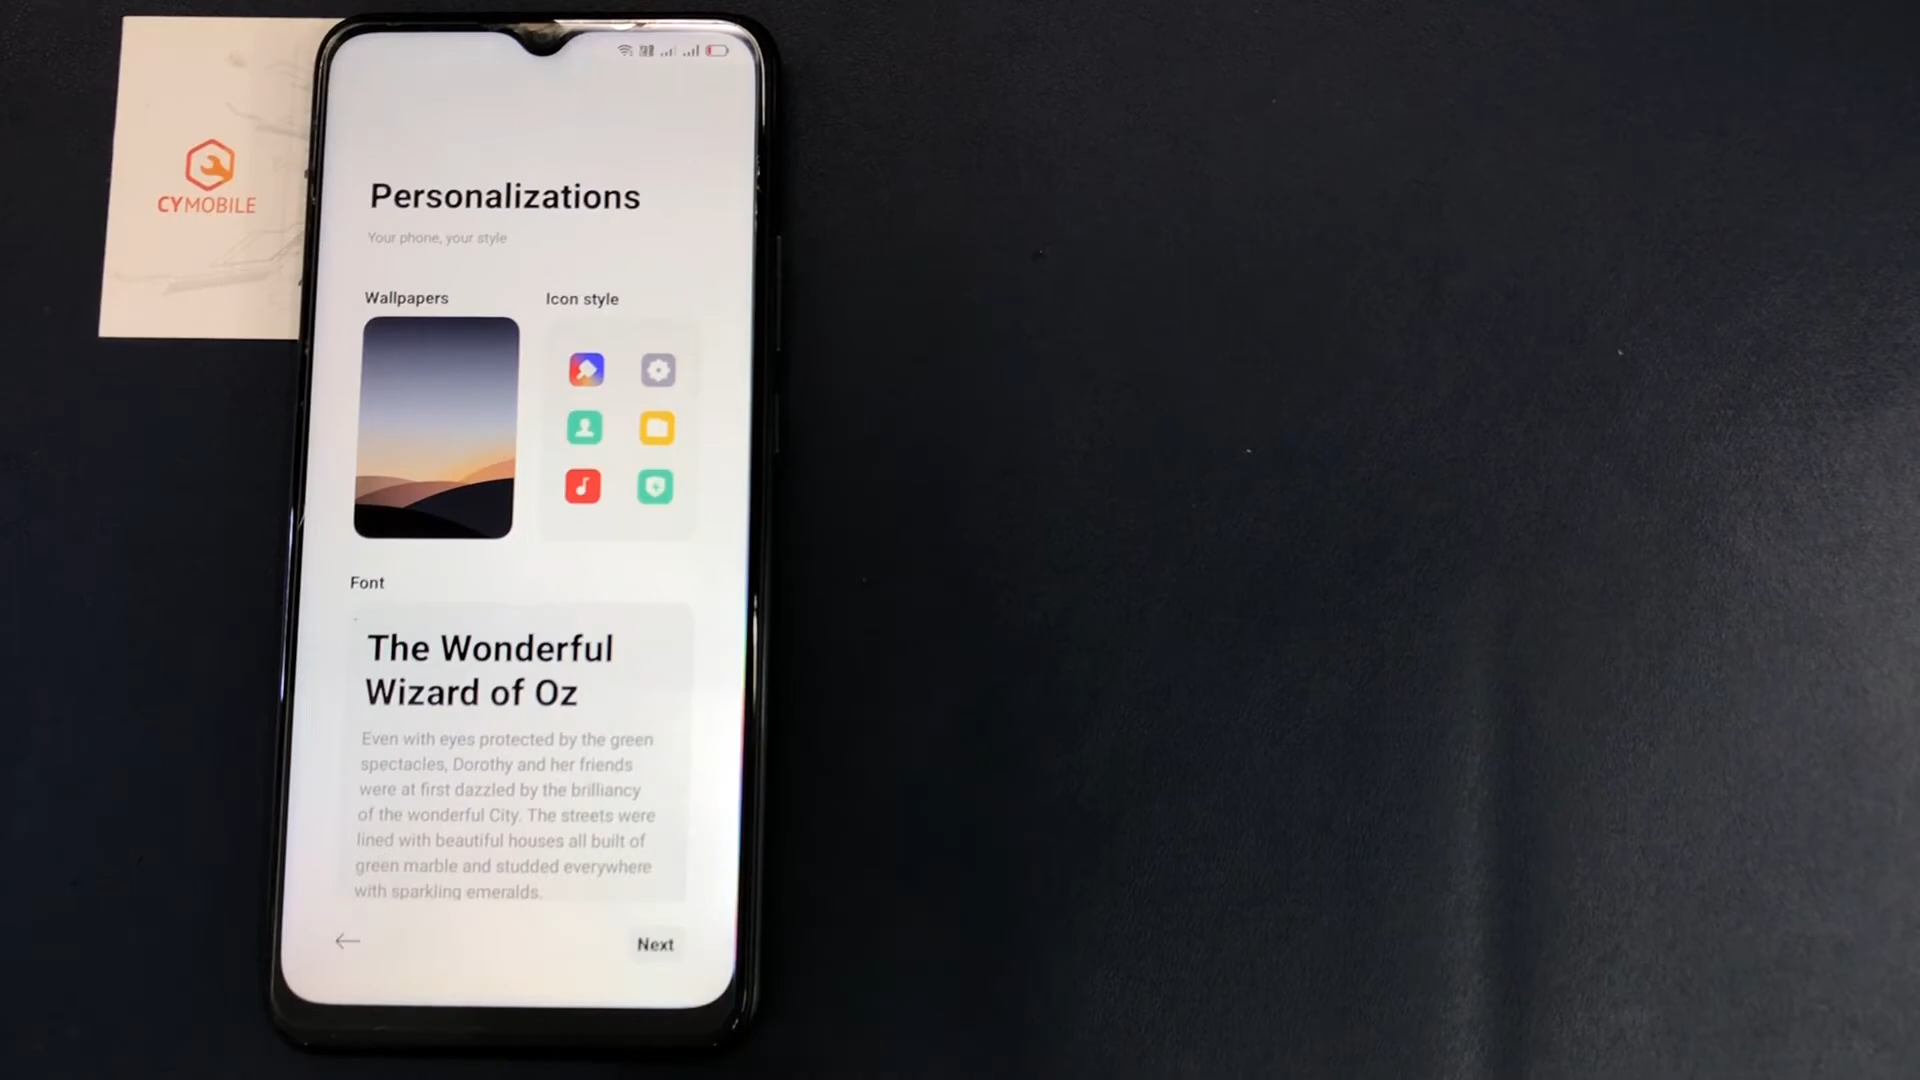 CYMOBILE
Personalizations
Your phone, your style
Wallpapers
Icon style
Font
The Wonderful
Wizard of Oz
Even with eyes protected by the green
spectacles, Dorothy and her friends
were at first dazzled by the brilliancy
of the wonderful City. The streets were
lined with beautiful houses all built of
green marble and studded everywhere
with sparkling emeralds.
Next